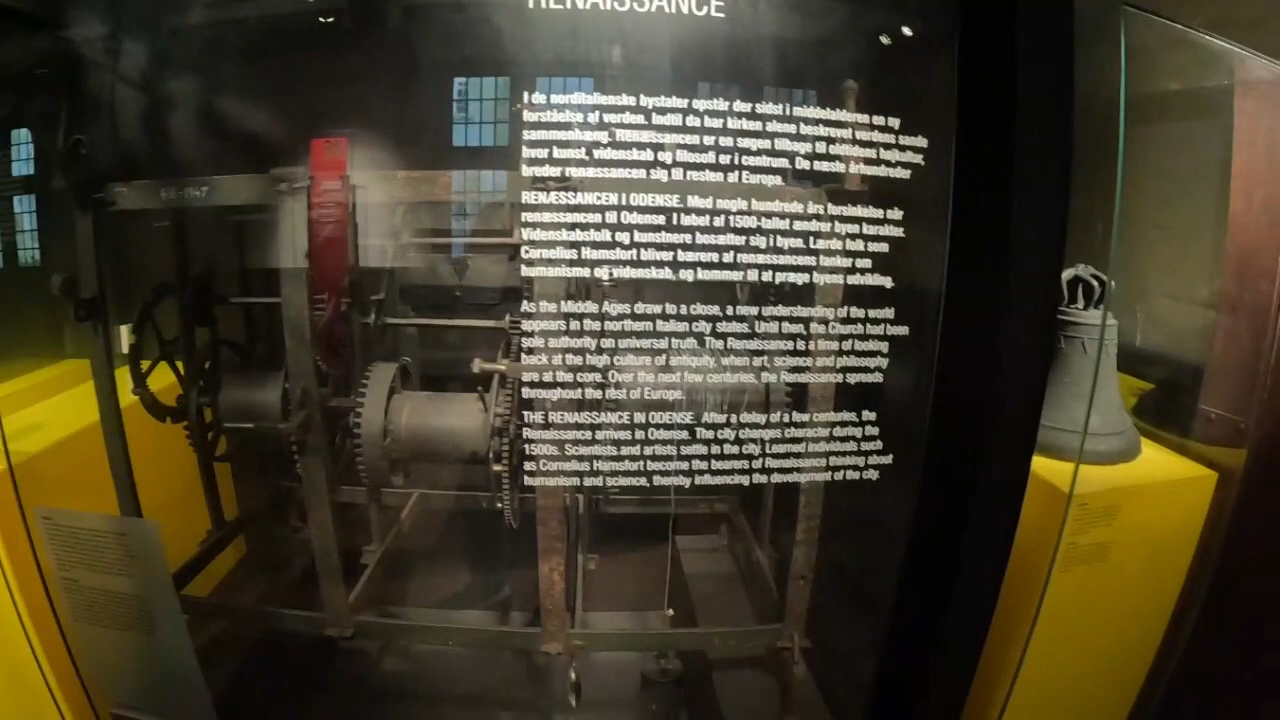 RENAISSANCE
I de norditalienske bystater opstår der sidst i middelalderen en ny
forståelse af verden. Indtil da har kirken alene beskrevet verdens sande
sammenhæng. Renæssancen er en søgen tilbage til oldtidens højkultur,
hvor kunst, videnskab og filosofi er i centrum. De næste århundreder
breder renæssancen sig til resten af Europa.
RENÆSSANCEN I ODENSE. Med nogle hundrede års forsinkelse når
renæssancen til Odense. I løbet af 1500-tallet ændrer byen karakter.
Videnskabsfolk og kunstnere bosætter sig i byen. Lærde folk som
Cornelius Hamsfort bliver bærere af renæssancens tanker om
humanisme og videnskab, og kommer til at præge byens udvikling.
As the Middle Ages draw to a close, a new understanding of the world
appears in the northern Italian city states. Until then, the Church had been
sole authority on universal truth. The Renaissance is a time of looking
back at the high culture of antiquity, when art, science and philosophy
are at the core. Over the next few centuries, the Renaissance spreads
throughout the rest of Europe.
THE RENAISSANCE IN ODENSE. After a delay of a few centuries, the
Renaissance arrives in Odense. The city changes character during the
1500s. Scientists and artists settle in the city. Learned individuals such
as Cornelius Hamsfort become the bearers of Renaissance thinking about
humanism and science, thereby influencing the development of the city.